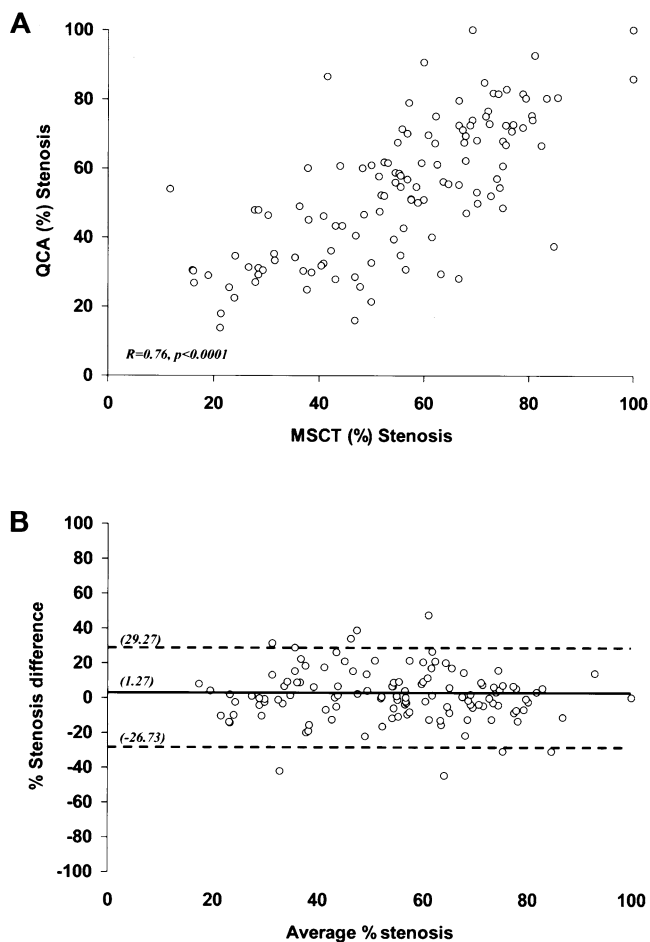 A
100
80
60
40
20
0
QCA (%) Stenosis
R=0.76, p<0.0001
0 20 40 60 80 100
MSCT (%) Stenosis
B
100
80
60
40
20
0
-20
-40
-60
-80
-100
% Stenosis difference
(29.27)
(1.27)
(-26.73)
0 20 40 60 80 100
Average % stenosis